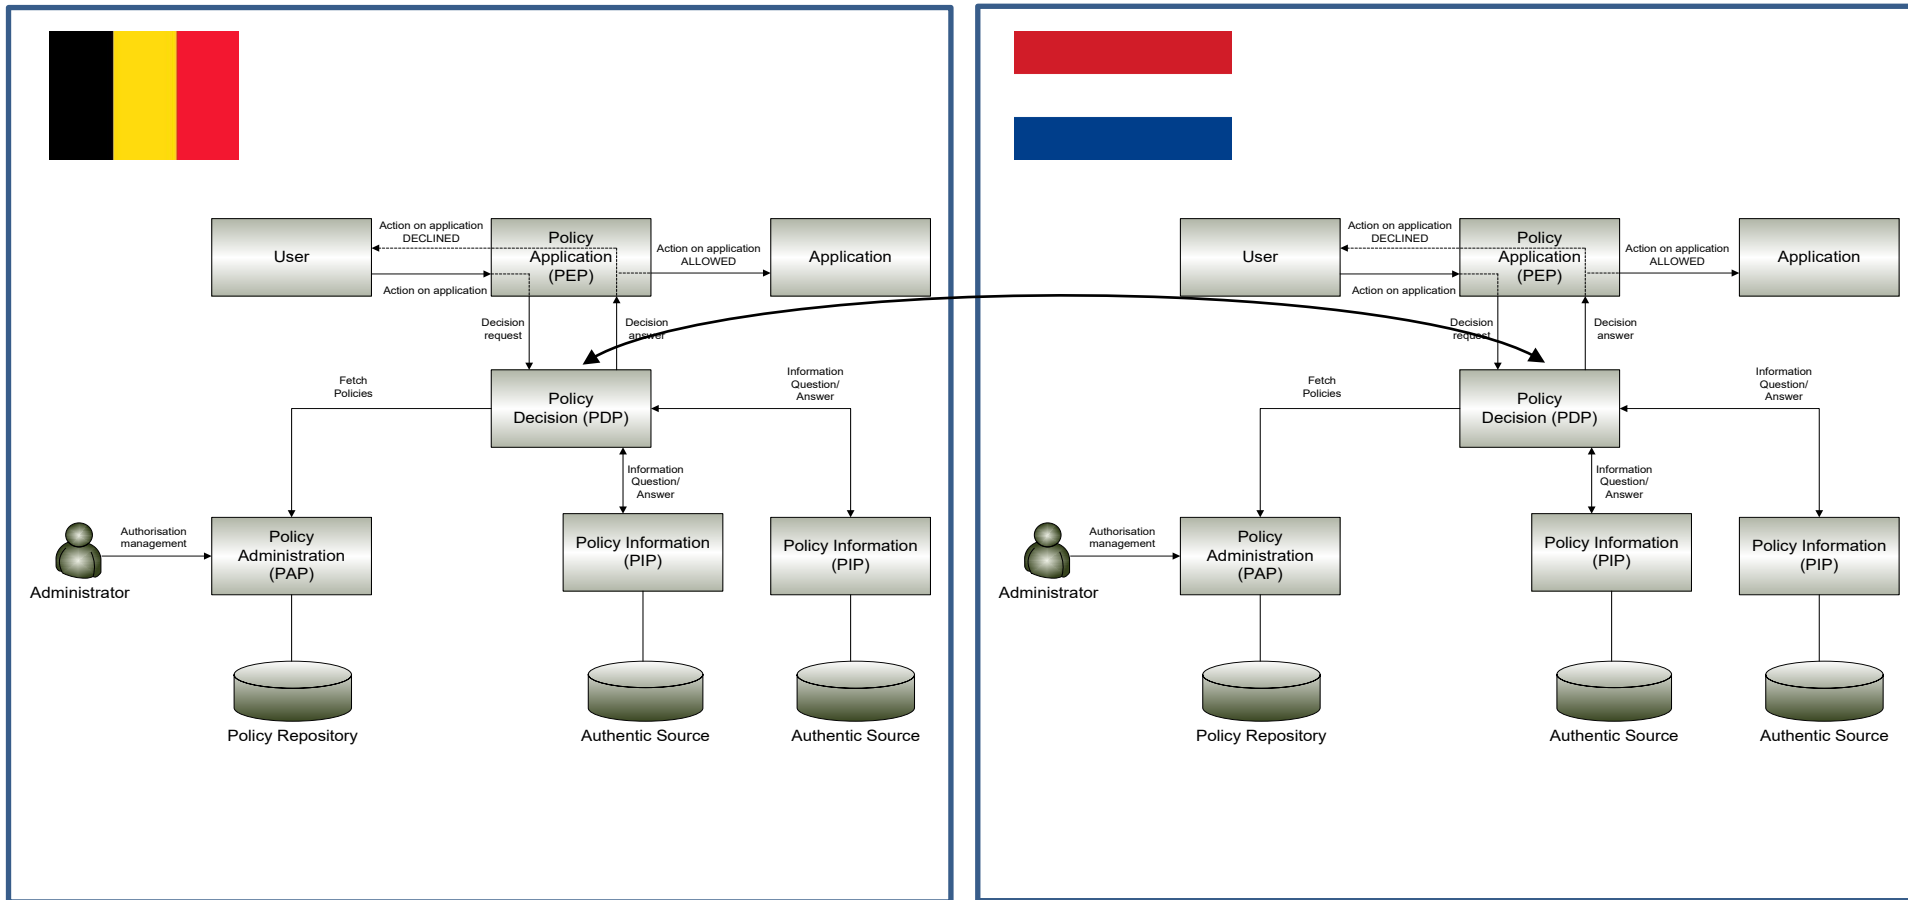 Action on application
DECLINED
User
Policy
Application
(PEP)
Action on application
ALLOWED
Application
Action on application
Decision
request
Decision
answer
Fetch
Policies
Policy
Decision (PDP)
Information
Question/
Answer
Information
Question/
Answer
Authorisation
management
Administrator
Policy
Administration
(PAP)
Policy Information
(PIP)
Policy Information
(PIP)
Policy Repository
Authentic Source
Authentic Source
Action on application
DECLINED
User
Policy
Application
(PEP)
Action on application
ALLOWED
Application
Action on application
Decision
request
Decision
answer
Fetch
Policies
Policy
Decision (PDP)
Information
Question/
Answer
Information
Question/
Answer
Authorisation
management
Administrator
Policy
Administration
(PAP)
Policy Information
(PIP)
Policy Information
(PIP)
Policy Repository
Authentic Source
Authentic Source